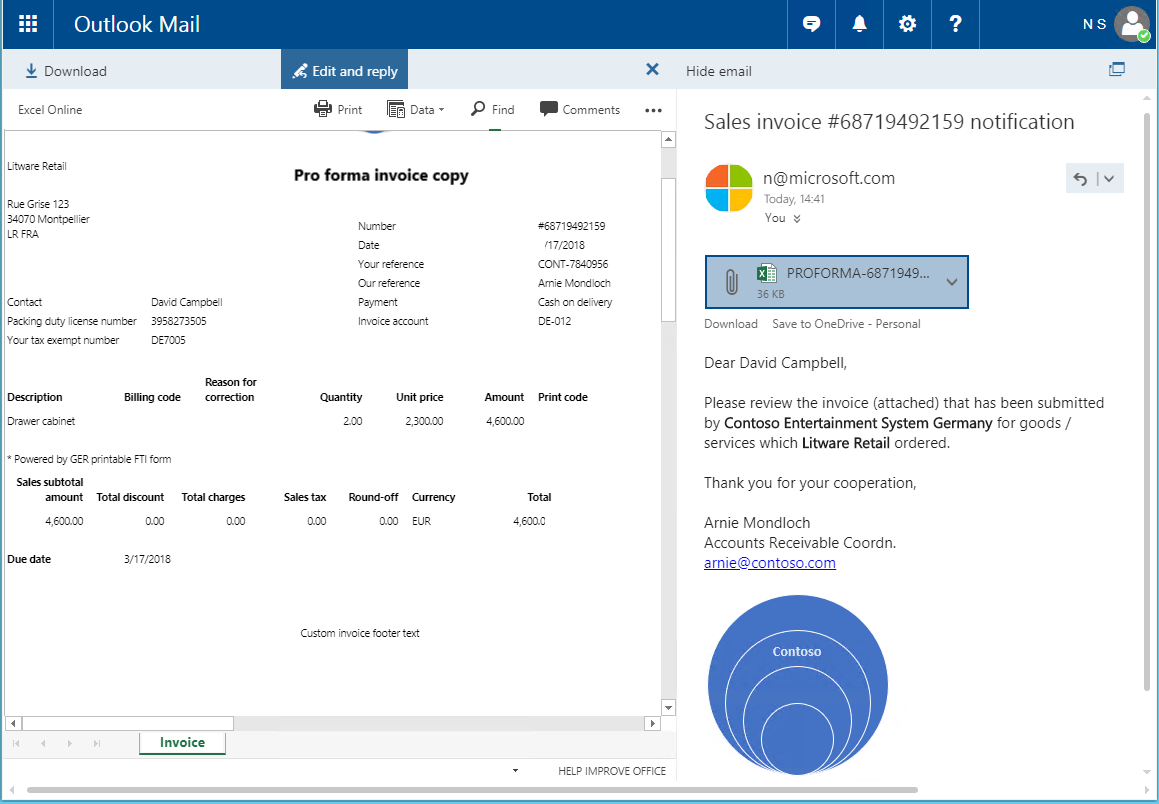 Outlook Mail
N S
Download
Edit and reply
Hide email
Excel Online
Print
Data
Find
Comments
Litware Retail
Pro forma invoice copy
Rue Grise 123
34070 Montpellier
LR FRA
Number #68719492159
Date /17/2018
Your reference CONT-7840956
Our reference Arnie Mondloch
Contact David Campbell Payment Cash on delivery
Packing duty license number 3958273505 Invoice account DE-012
Your tax exempt number DE7005
Reason for
Description Billing code correction Quantity Unit price Amount Print code
Drawer cabinet 2.00 2,300.00 4,600.00
* Powered by GER printable FTI form
Sales subtotal
amount Total discount Total charges Sales tax Round-off Currency Total
4,600.00 0.00 0.00 0.00 0.00 EUR 4,600.0
Due date 3/17/2018
Custom invoice footer text
Invoice
HELP IMPROVE OFFICE
Sales invoice #68719492159 notification
n@microsoft.com
Today, 14:41
You
PROFORMA-6871949...
36 KB
Download Save to OneDrive - Personal
Dear David Campbell,
Please review the invoice (attached) that has been submitted
by Contoso Entertainment System Germany for goods /
services which Litware Retail ordered.
Thank you for your cooperation,
Arnie Mondloch
Accounts Receivable Coordn.
arnie@contoso.com
Contoso